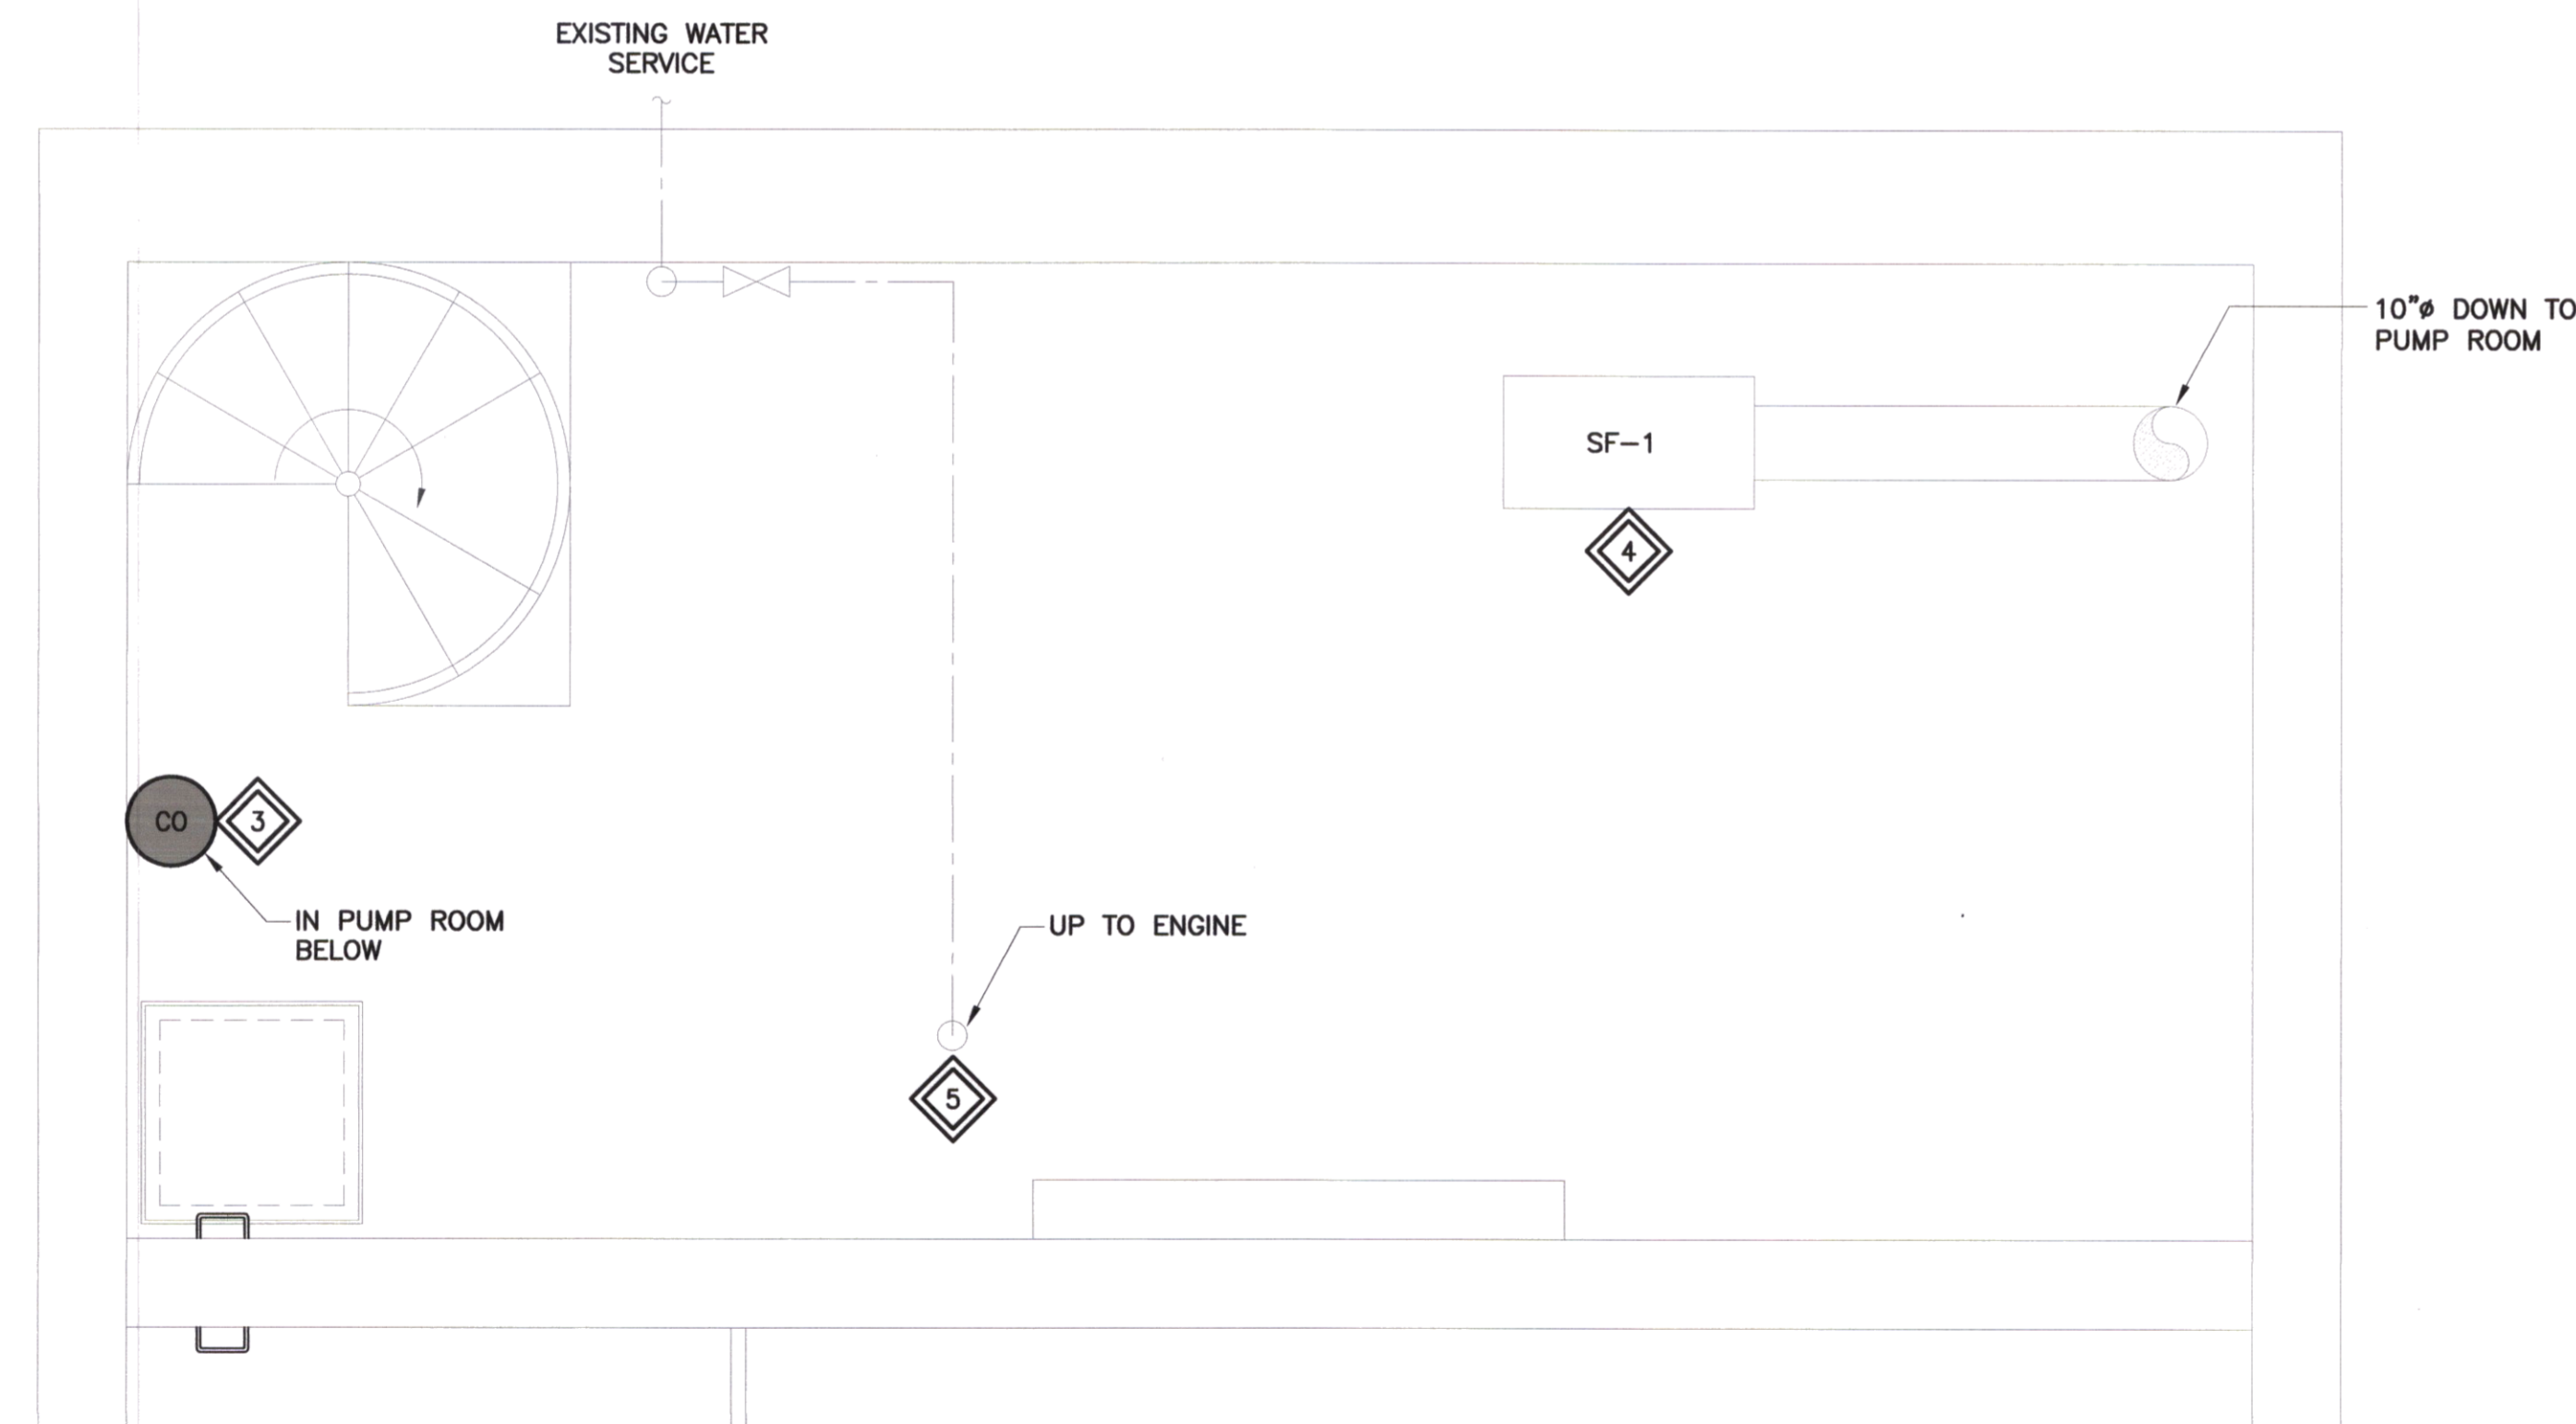 EXISTING WATER
SERVICE
10"ø DOWN TO
PUMP ROOM
SF-1
4
CO
3
IN PUMP ROOM
BELOW
UP TO ENGINE
5